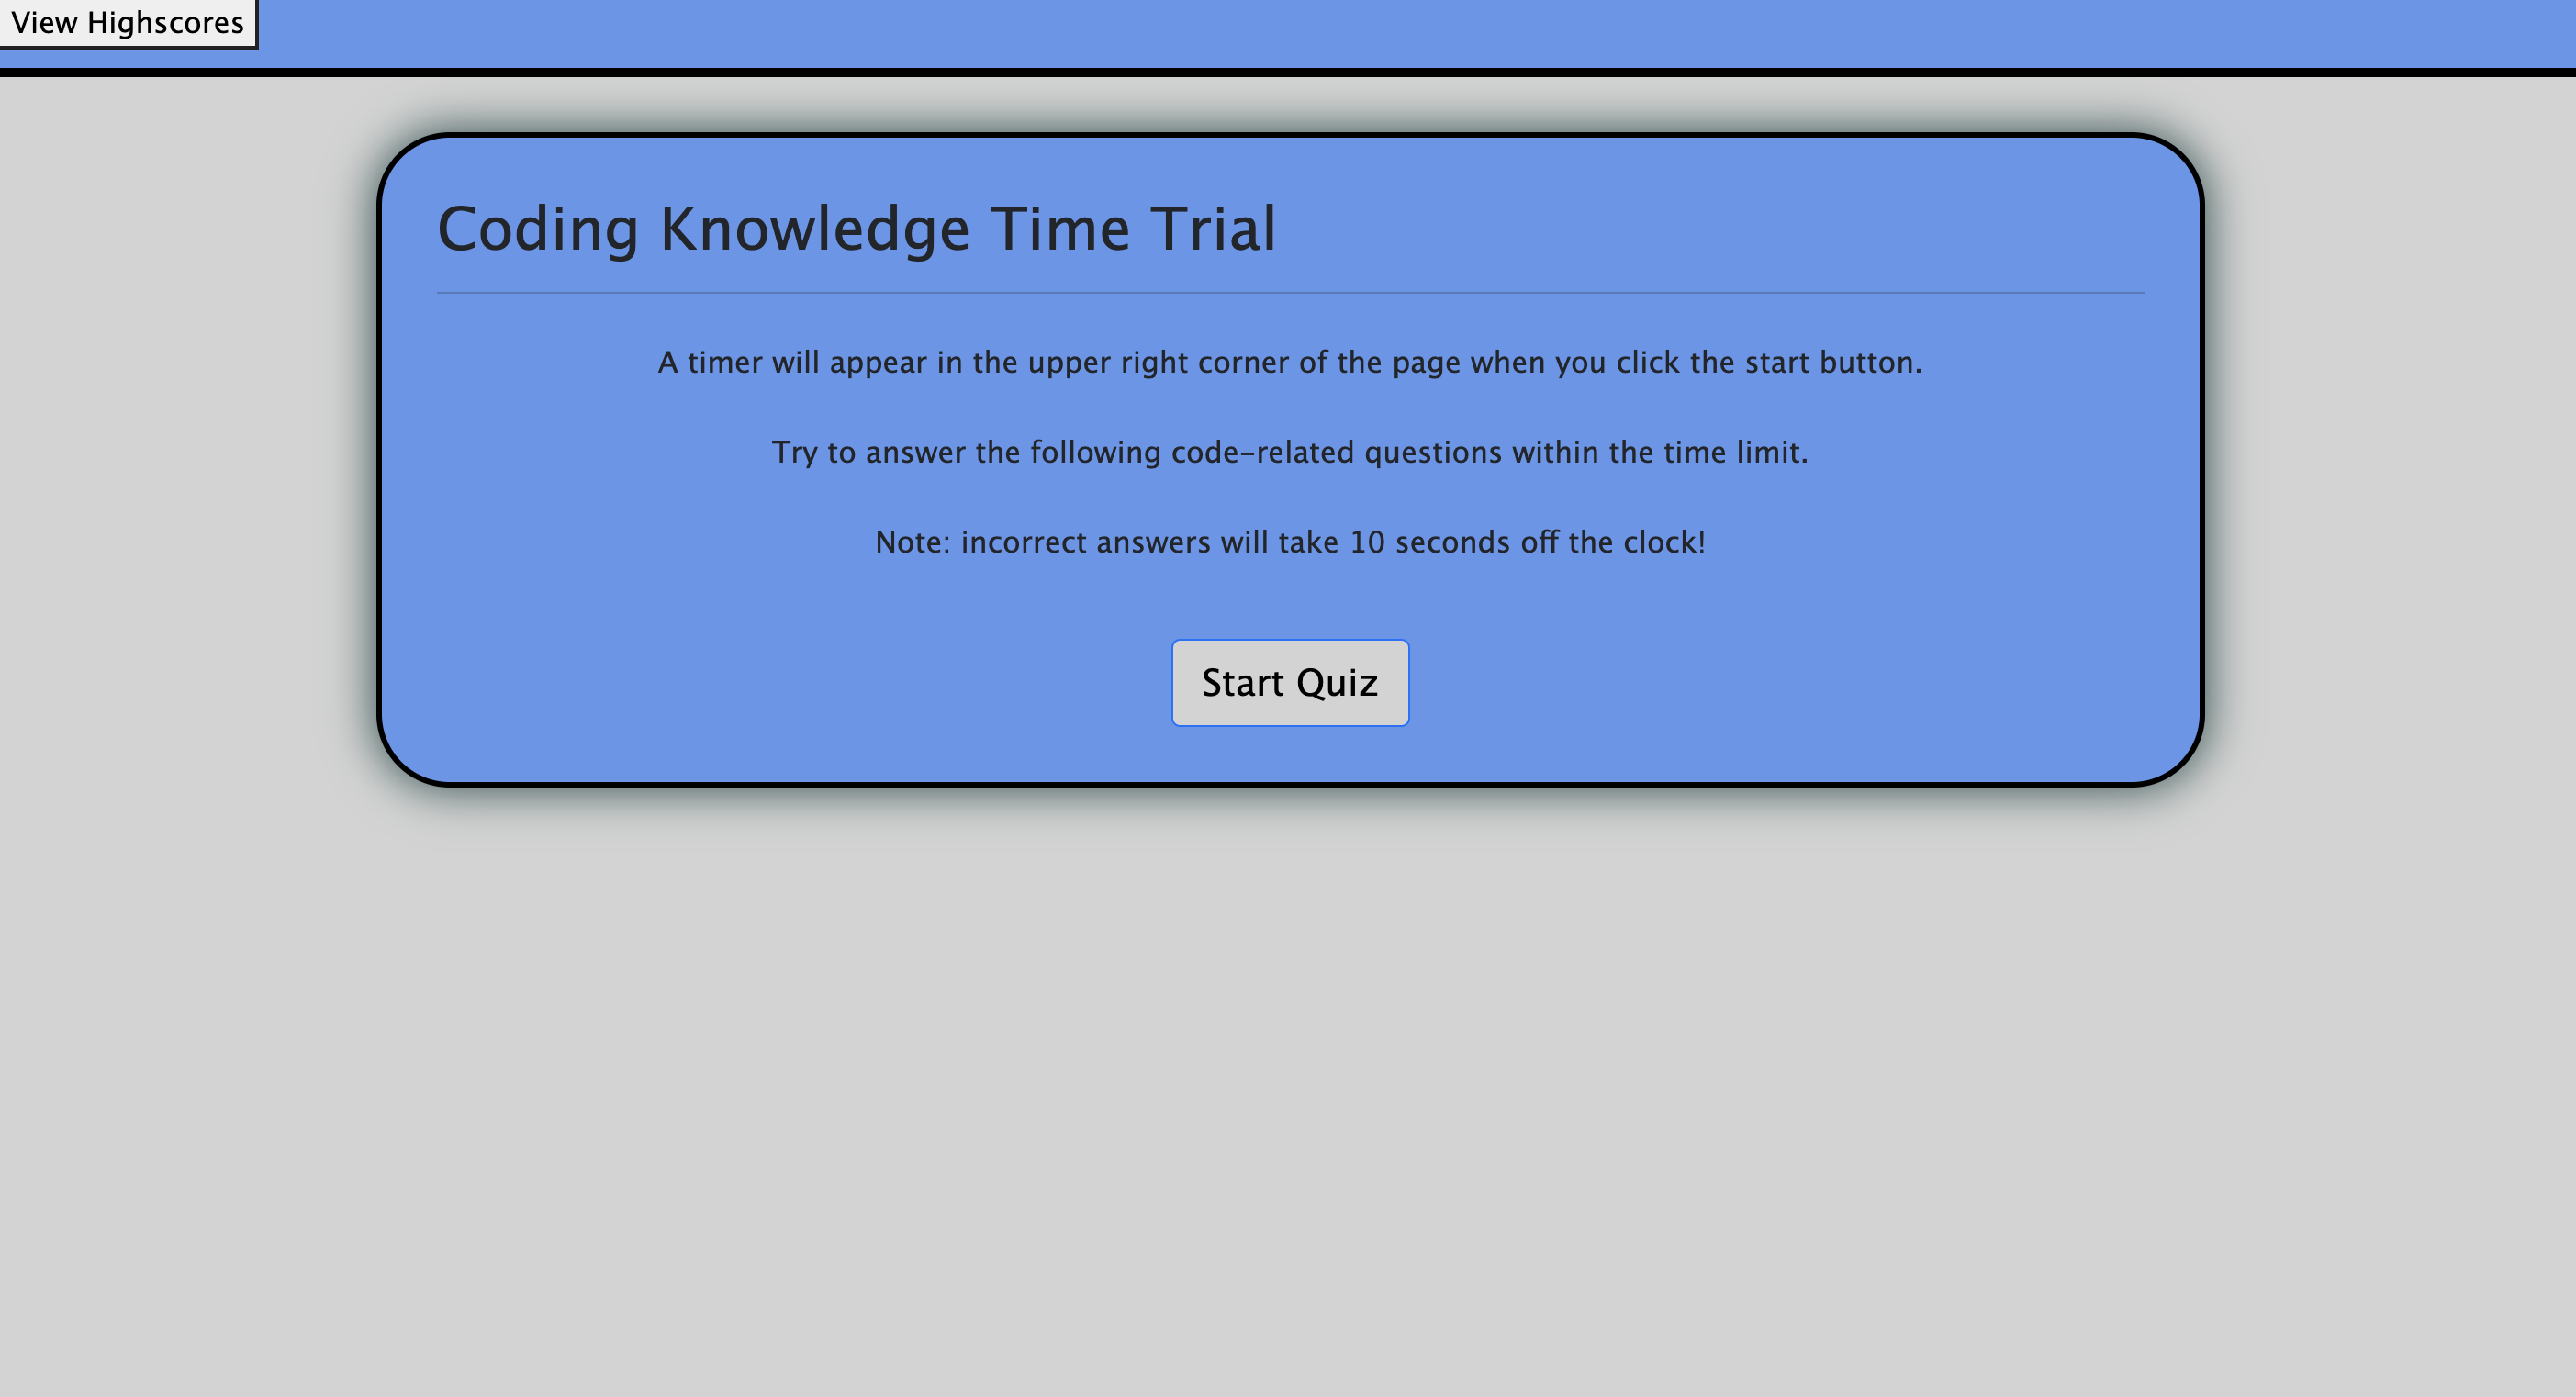 View Highscores
Coding Knowledge Time Trial
A timer will appear in the upper right corner of the page when you click the start button.
Try to answer the following code-related questions within the time limit.
Note: incorrect answers will take 10 seconds off the clock!
Start Quiz